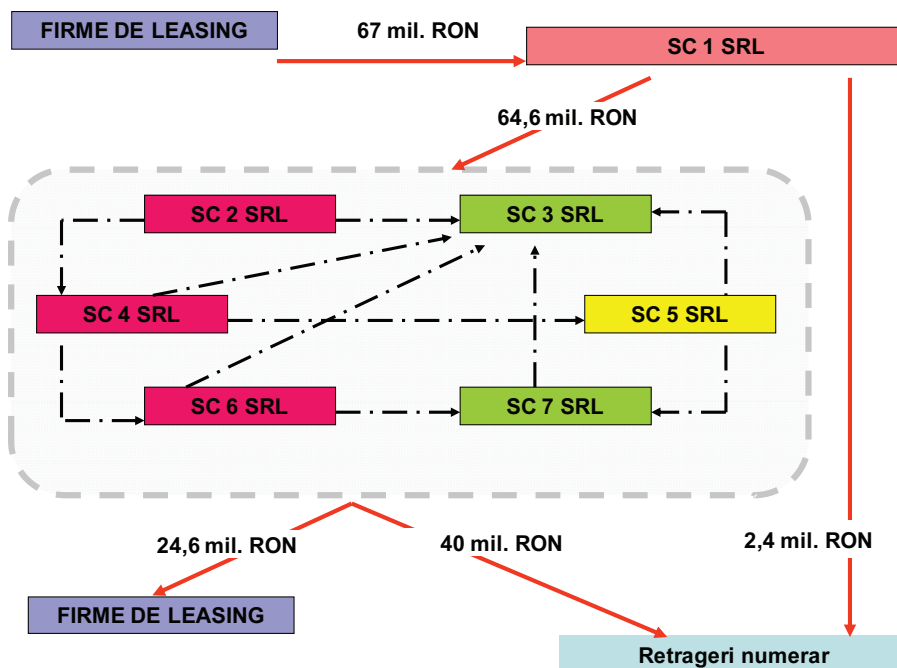 FIRME DE LEASING
67 mil. RON
SC 1 SRL
64,6 mil. RON
SC 2 SRL
SC 3 SRL
SC 4 SRL
SC 5 SRL
SC 6 SRL
SC 7 SRL
24,6 mil. RON
40 mil. RON
2,4 mil. RON
FIRME DE LEASING
Retrageri numerar